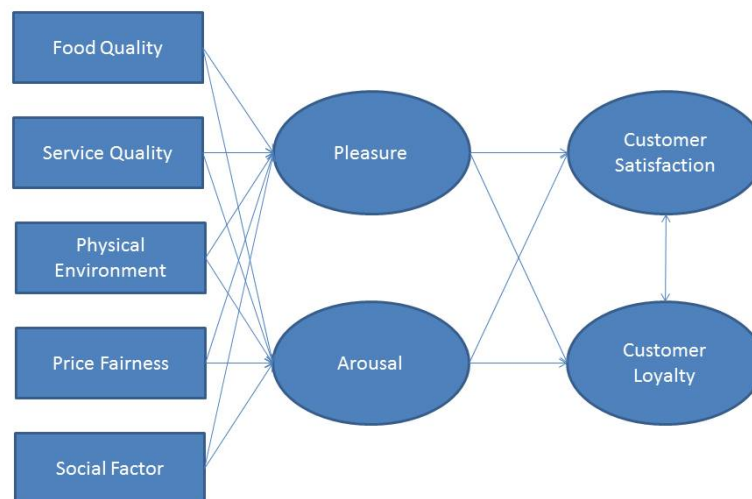 Food Quality
Service Quality
Physical
Environment
Price Fairness
Social Factor
Pleasure
Arousal
Customer
Satisfaction
Customer
Loyalty